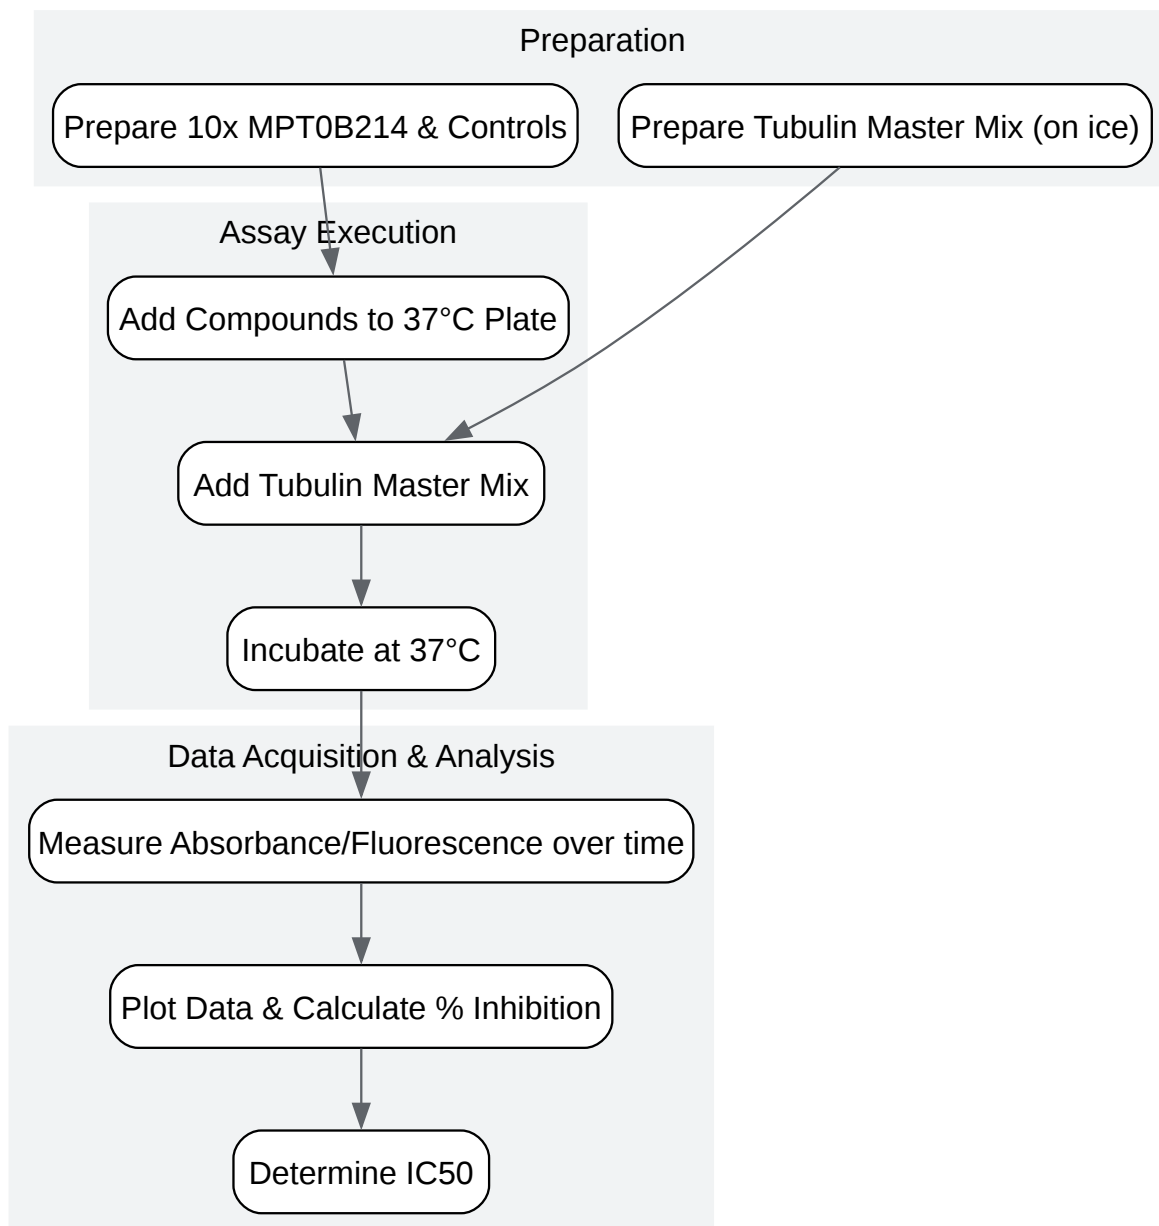 Preparation
Prepare 10x MPT0B214 & Controls
Prepare Tubulin Master Mix (on ice)
Assay Execution
Add Compounds to 37°C Plate
Add Tubulin Master Mix
Incubate at 37°C
Data Acquisition & Analysis
Measure Absorbance/Fluorescence over time
Plot Data & Calculate % Inhibition
Determine IC50